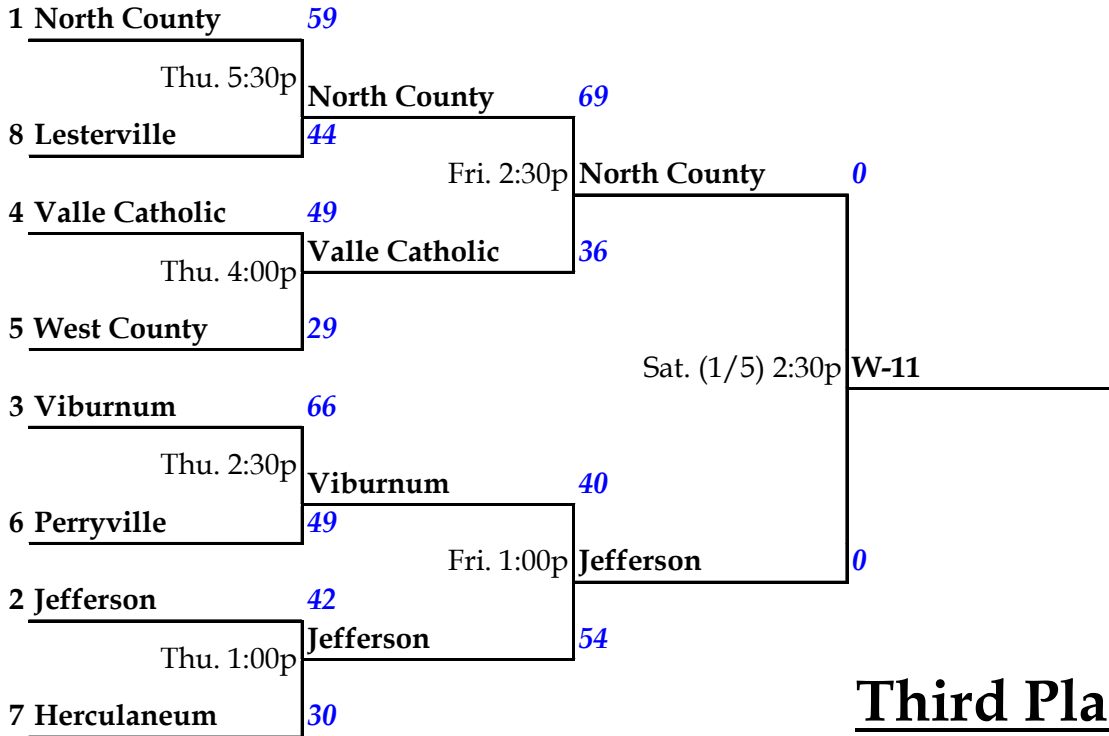 1 North County 59
Thu. 5:30p
North County 69
8 Lesterville 44
Fri. 2:30p North County 0
4 Valle Catholic 49
Valle Catholic 36
Thu. 4:00p
5 West County 29
Sat. (1/5) 2:30p W-11
3 Viburnum 66
Thu. 2:30p
Viburnum 40
6 Perryville 49
Fri. 1:00p Jefferson 0
2 Jefferson 42
Jefferson 54
Thu. 1:00p
7 Herculaneum 30
Third Pla